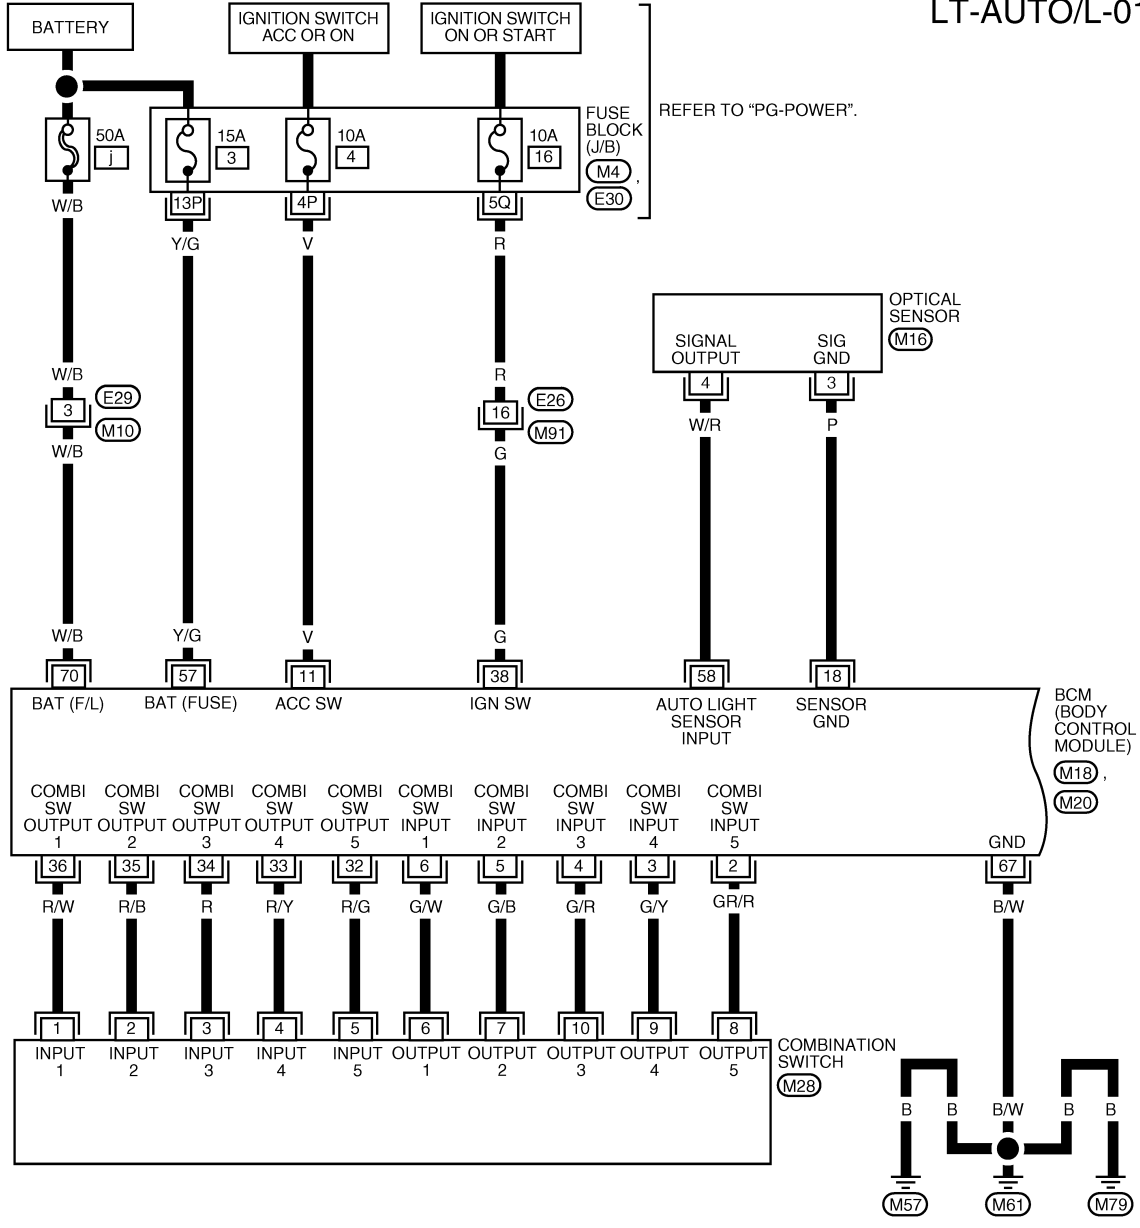 LT-AUTO/L-01
BATTERY
IGNITION SWITCH
ACC OR ON
IGNITION SWITCH
ON OR START
REFER TO “PG-POWER”.
FUSE
BLOCK
(J/B)
M4 ,
E30
50A
j
15A
3
10A
4
10A
16
13P
4P
5Q
W/B
Y/G
V
R
OPTICAL
SENSOR
M16
SIGNAL
OUTPUT
SIG
GND
4
3
W/R
P
W/B
R
3
E29
M10
16
E26
M91
W/B
G
W/B
Y/G
V
G
70
57
11
38
58
18
BAT (F/L)
BAT (FUSE)
ACC SW
IGN SW
AUTO LIGHT
SENSOR
INPUT
SENSOR
GND
BCM
(BODY
CONTROL
MODULE)
M18 ,
M20
COMBI
SW
OUTPUT
1
COMBI
SW
OUTPUT
2
COMBI
SW
OUTPUT
3
COMBI
SW
OUTPUT
4
COMBI
SW
OUTPUT
5
COMBI
SW
INPUT
1
COMBI
SW
INPUT
2
COMBI
SW
INPUT
3
COMBI
SW
INPUT
4
COMBI
SW
INPUT
5
GND
36
35
34
33
32
6
5
4
3
2
67
R/W
R/B
R
R/Y
R/G
G/W
G/B
G/R
G/Y
GR/R
B/W
1
2
3
4
5
6
7
10
9
8
INPUT
1
INPUT
2
INPUT
3
INPUT
4
INPUT
5
OUTPUT
1
OUTPUT
2
OUTPUT
3
OUTPUT
4
OUTPUT
5
COMBINATION
SWITCH
M28
B
B
B/W
B
B
M57
M61
M79